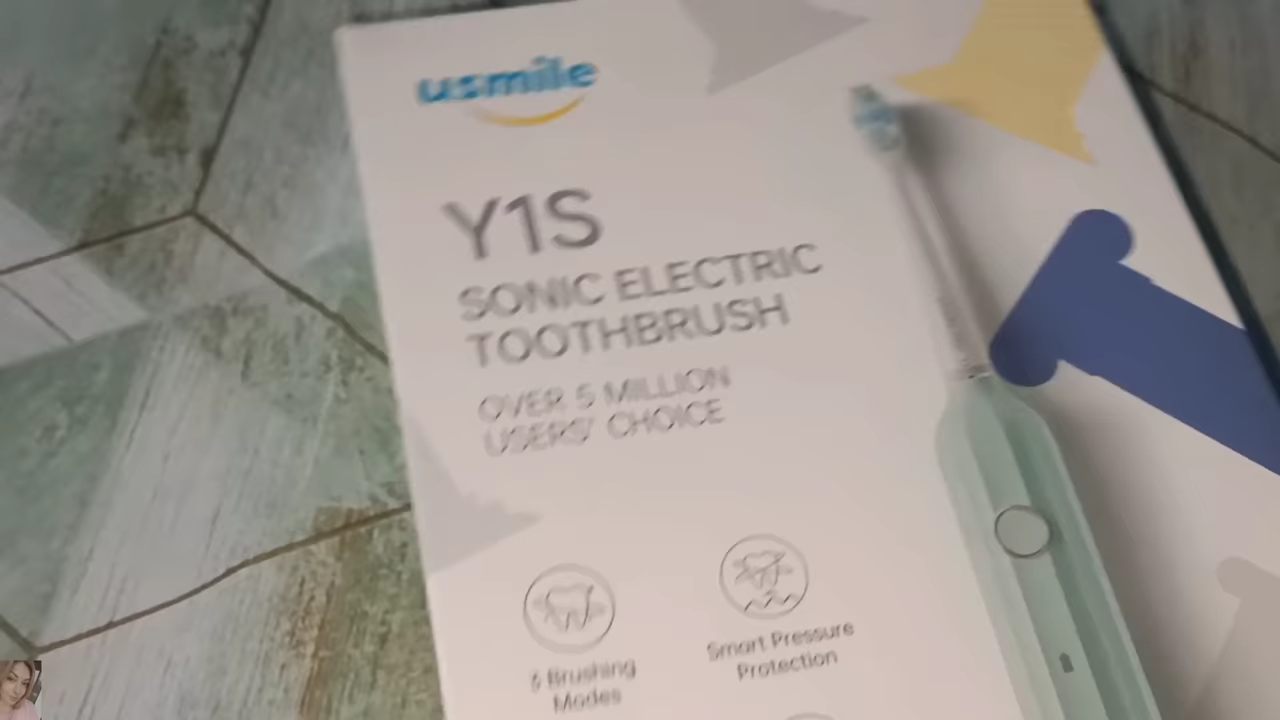 usmile
Y1S
SONIC ELECTRIC
TOOTHBRUSH
OVER 5 MILLION
USERS' CHOICE
Smart Pressure
Protection
Brushing
Modes